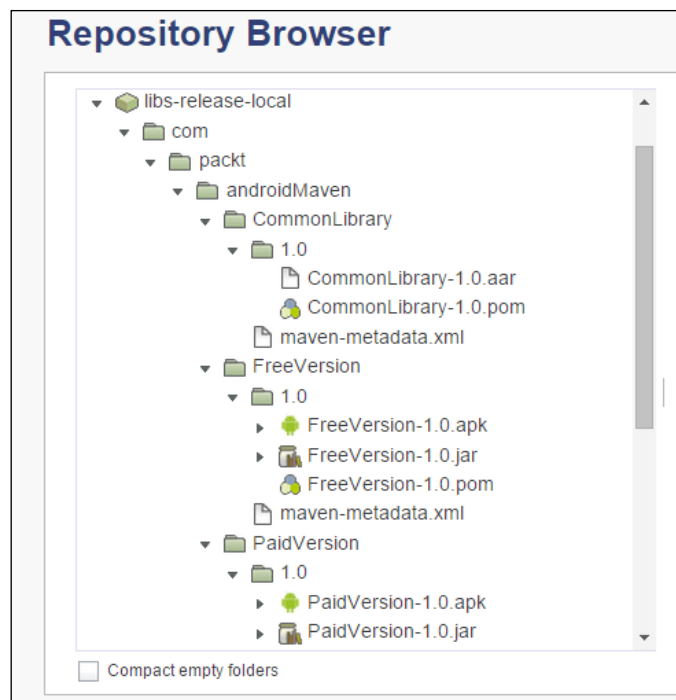 Repository Browser
libs-release-local
com
packt
androidMaven
CommonLibrary
1.0
CommonLibrary-1.0.aar
CommonLibrary-1.0.pom
maven-metadata.xml
FreeVersion
1.0
FreeVersion-1.0.apk
FreeVersion-1.0.jar
FreeVersion-1.0.pom
maven-metadata.xml
PaidVersion
1.0
PaidVersion-1.0.apk
PaidVersion-1.0.jar
Compact empty folders